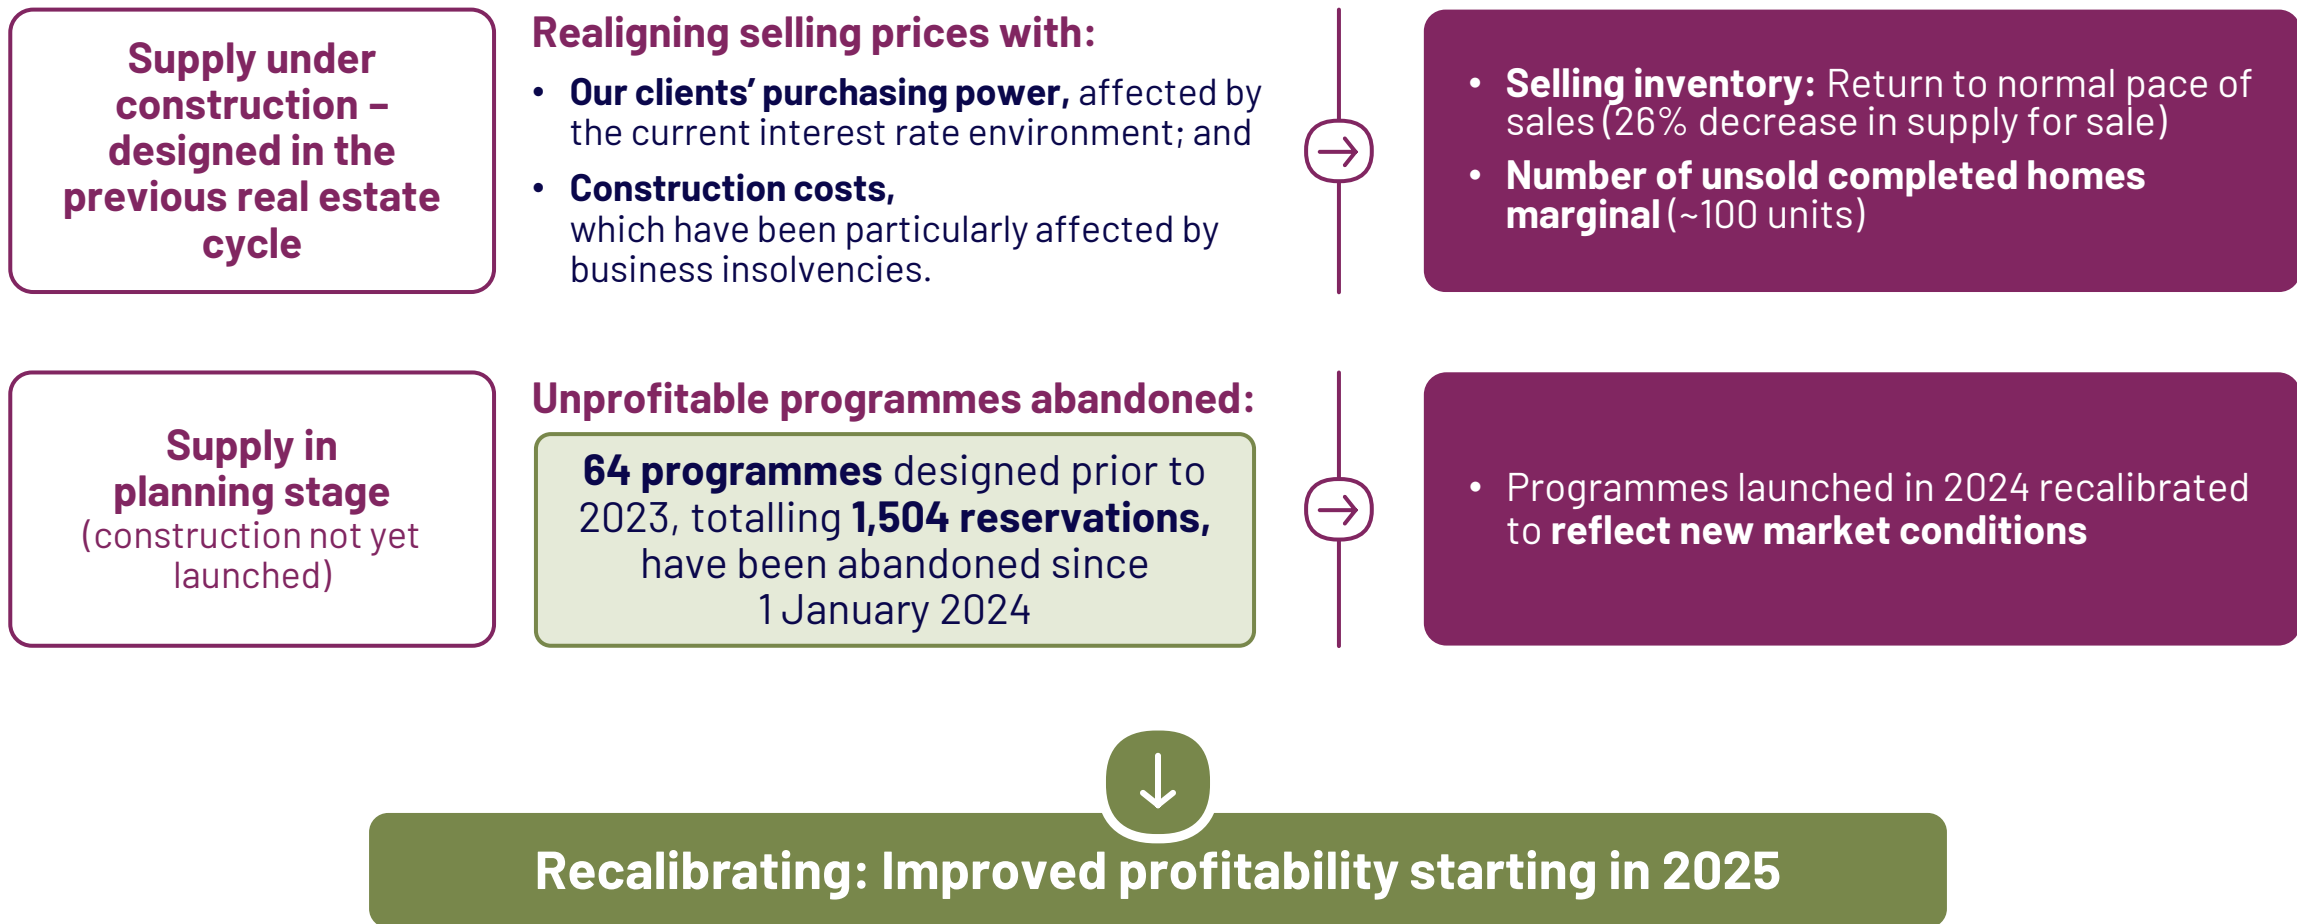 Supply under
construction –
designed in the
previous real estate
cycle
Realigning selling prices with:
• Our clients’ purchasing power, affected by
the current interest rate environment; and
• Construction costs,
which have been particularly affected by
business insolvencies.
• Selling inventory: Return to normal pace of
sales (26% decrease in supply for sale)
• Number of unsold completed homes
marginal (~100 units)
Supply in
planning stage
(construction not yet
launched)
Unprofitable programmes abandoned:
64 programmes designed prior to
2023, totalling 1,504 reservations,
have been abandoned since
1 January 2024
• Programmes launched in 2024 recalibrated
to reflect new market conditions
Recalibrating: Improved profitability starting in 2025